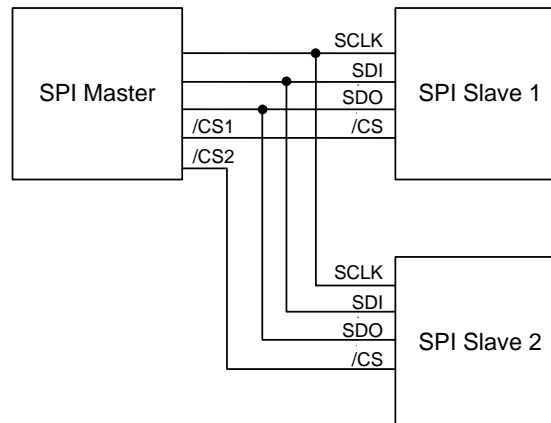 SCLK
SDI
SPI Master
SDO
SPI Slave 1
/CS1
/CS
/CS2
SCLK
SDI
SDO
SPI Slave 2
/CS